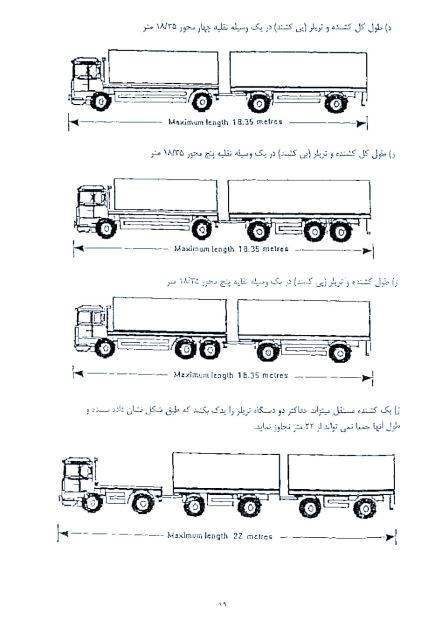 د) طول کل کشنده و تریلر (پی کشند) در یک وسیله نقلیه چهار محور ۱۸/۳۵ متر
Maximum length 18.35 metres
ر) طول کل کشنده و تریلر (پی کشند) در یک وسیله نقلیه پنج محور ۱۸/۳۵ متر
Maximum length 18.35 metres
ز) طول کشنده و تریلر (پی کشند) در یک وسیله نقلیه پنج محور ۱۸/۳۵ متر
Maximum length 18.35 metres
ژ) یک کشنده مستقل میتواند حداکثر دو دستگاه تریلر را یدک بکشد که طبق شکل نشان داده شده و
طول آنها جمعا نمی تواند از ۲۲ متر تجاوز نماید.
Maximum length 22 metres